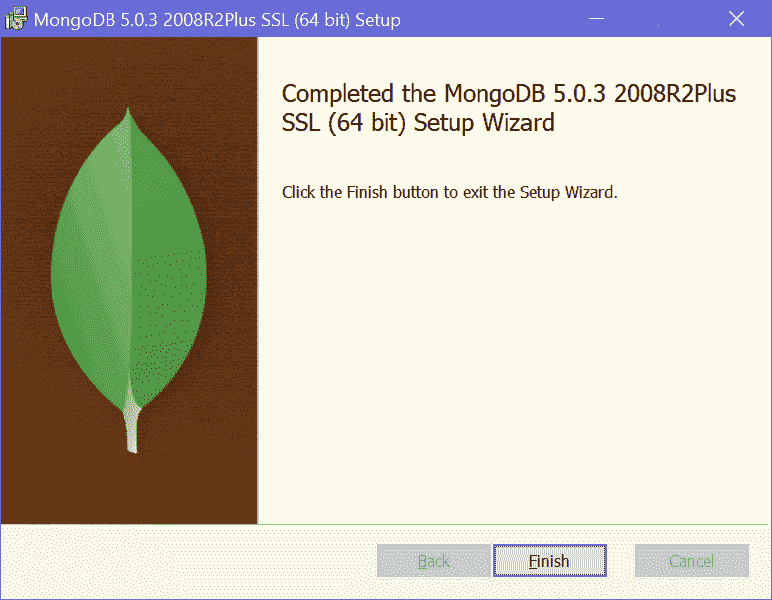 MongoDB 5.0.3 2008R2Plus SSL (64 bit) Setup
Completed the MongoDB 5.0.3 2008R2Plus
SSL (64 bit) Setup Wizard
Click the Finish button to exit the Setup Wizard.
Back Finish Cancel